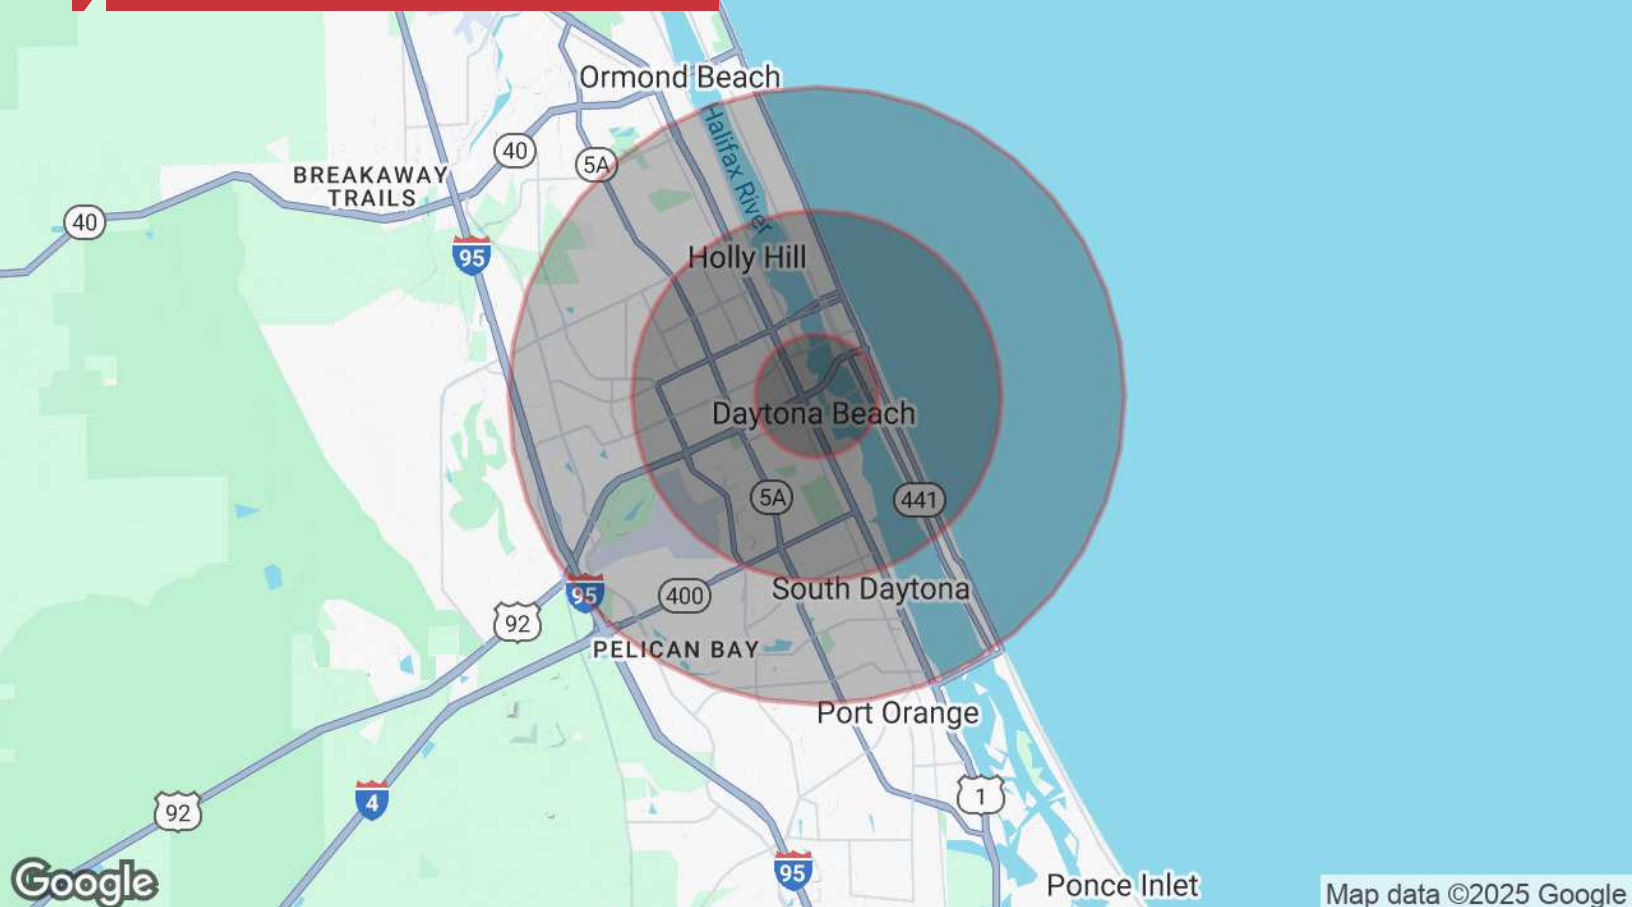 Ormond Beach
Halifax River
40
5A
BREAKAWAY
TRAILS
40
95
Holly Hill
Daytona Beach
5A
441
95
400
South Daytona
92
PELICAN BAY
Port Orange
92
4
1
95
Google
Ponce Inlet
Map data ©2025 Google